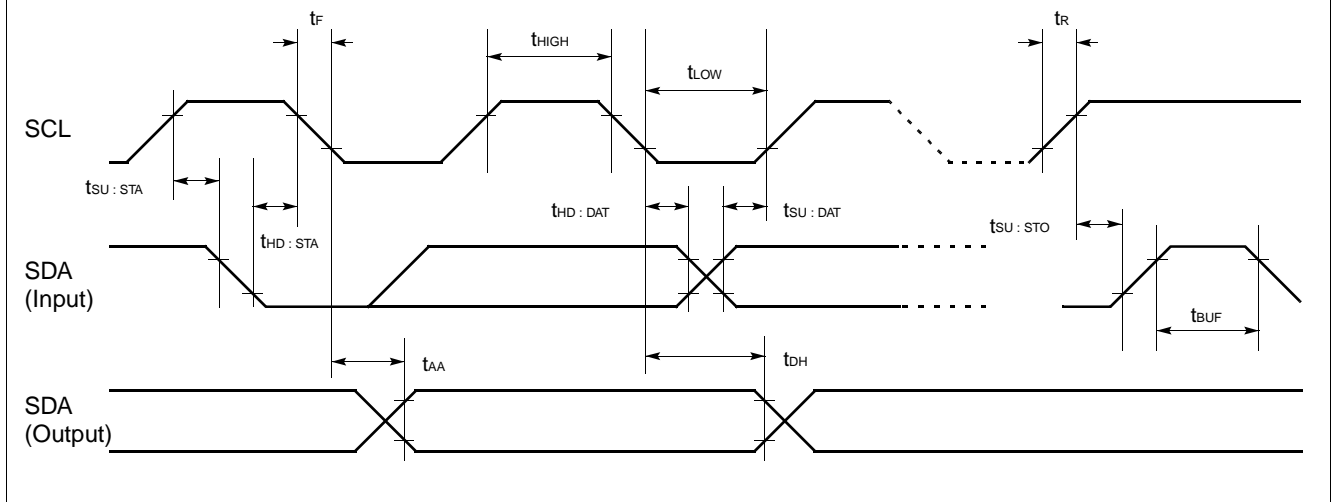 tF
tR
tHIGH
tLOW
SCL
tSU : STA
tHD : STA
tHD : DAT
tSU : DAT
tSU : STO
SDA
(Input)
tBUF
tAA
tDH
SDA
(Output)